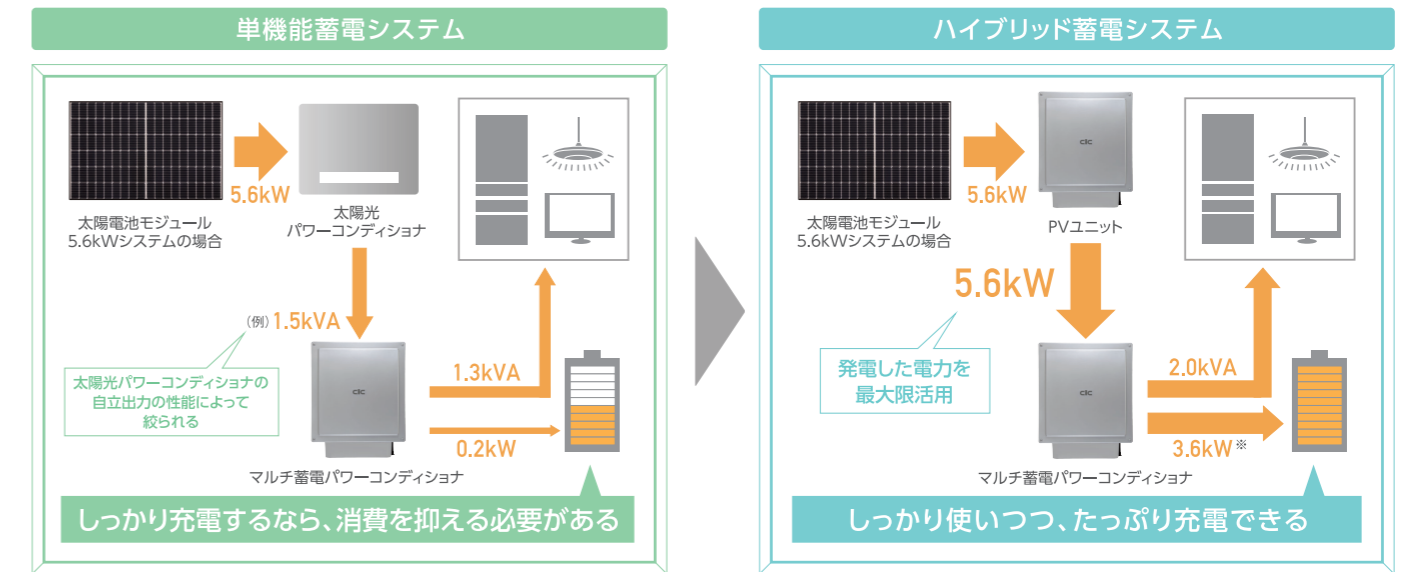 単機能蓄電システム
5.6kW
太陽電池モジュール
5.6kWシステムの場合
太陽光
パワーコンディショナ
(例)1.5kVA
太陽光パワーコンディショナの
自立出力の性能によって
絞られる
1.3kVA
0.2kW
clc
マルチ蓄電パワーコンディショナ
しっかり充電するなら、消費を抑える必要がある
ハイブリッド蓄電システム
5.6kW
clc
太陽電池モジュール
5.6kWシステムの場合
PVユニット
5.6kW
発電した電力を
最大限活用
2.0kVA
3.6kW※
clc
マルチ蓄電パワーコンディショナ
しっかり使いつつ、たっぷり充電できる